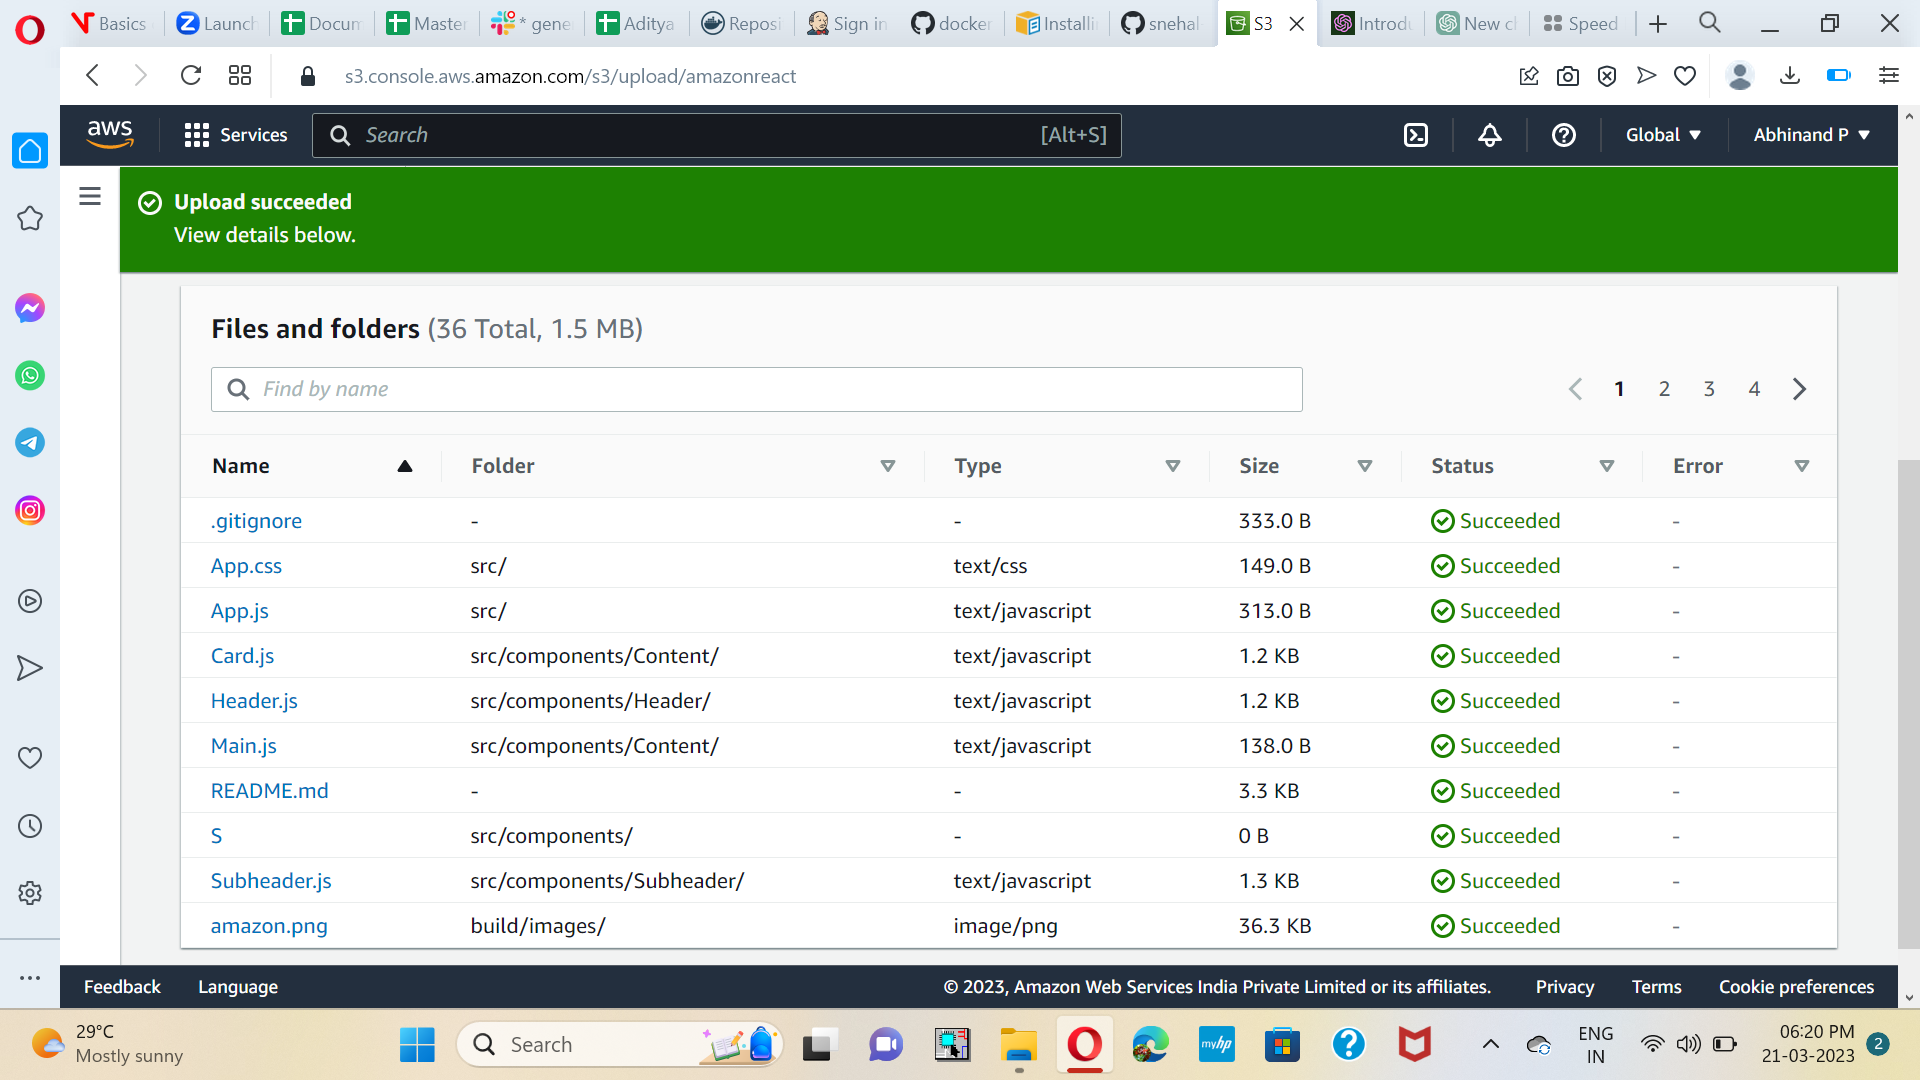 Basics
Launch
Docum
Master
* gene
Aditya
Reposi
Sign in
docker
Installi
snehal
S3
Introdu
New ch
Speed
s3.console.aws.amazon.com/s3/upload/amazonreact
aws
Services
Search
[Alt+S]
Global
Abhinand P
Upload succeeded
View details below.
Files and folders (36 Total, 1.5 MB)
Find by name
1 2 3 4
Name Folder Type Size Status Error
.gitignore - - 333.0 B Succeeded -
App.css src/ text/css 149.0 B Succeeded -
App.js src/ text/javascript 313.0 B Succeeded -
Card.js src/components/Content/ text/javascript 1.2 KB Succeeded -
Header.js src/components/Header/ text/javascript 1.2 KB Succeeded -
Main.js src/components/Content/ text/javascript 138.0 B Succeeded -
README.md - - 3.3 KB Succeeded -
S src/components/ - 0 B Succeeded -
Subheader.js src/components/Subheader/ text/javascript 1.3 KB Succeeded -
amazon.png build/images/ image/png 36.3 KB Succeeded -
Feedback Language © 2023, Amazon Web Services India Private Limited or its affiliates. Privacy Terms Cookie preferences
29°C
Mostly sunny
Search
myhp
ENG
IN
06:20 PM
21-03-2023
2